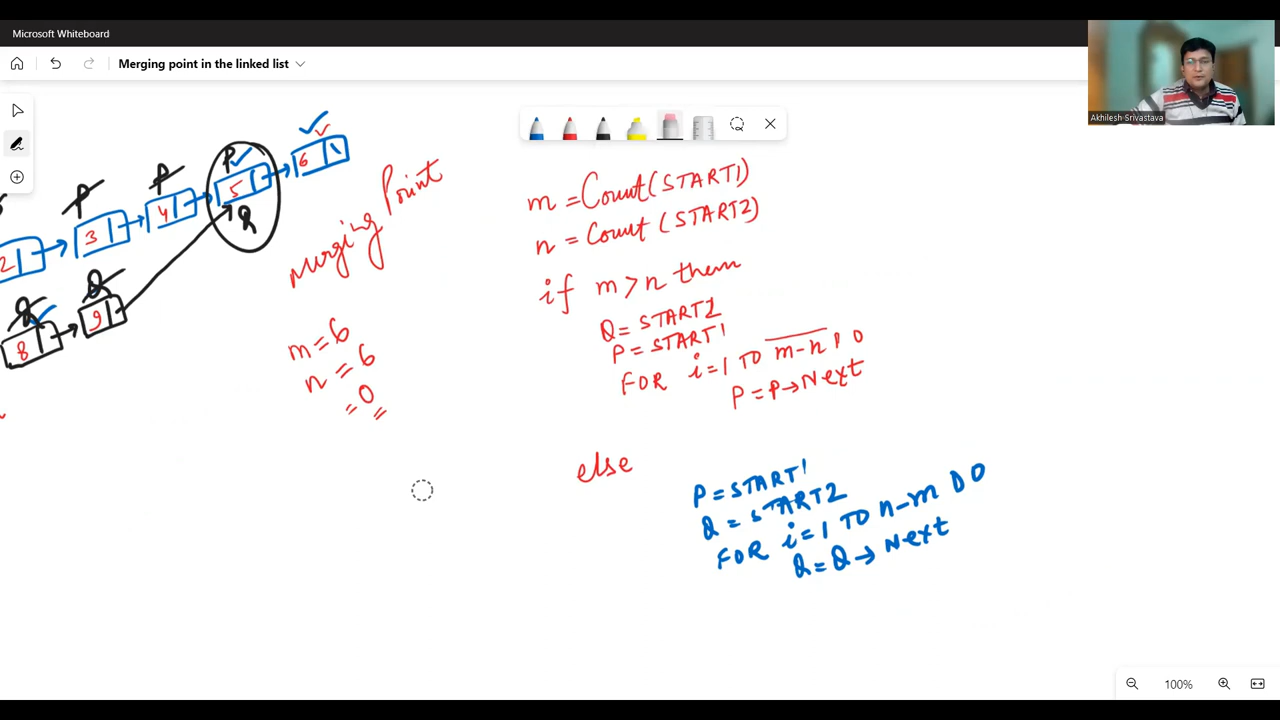 Microsoft Whiteboard
Merging point in the linked list
Akhilesh Srivastava
P P P
2 3 4 5 6
Q Q Q
8 9
Merging Point
m=6
n=6
=0
m = Count(START1)
n = Count (START2)
if m>n then
Q= START2
P= START1
FOR i=1 TO m-n DO
P=P→Next
else
P=START1
Q= START2
FOR i=1 TO n-m DO
Q=Q→Next
100%